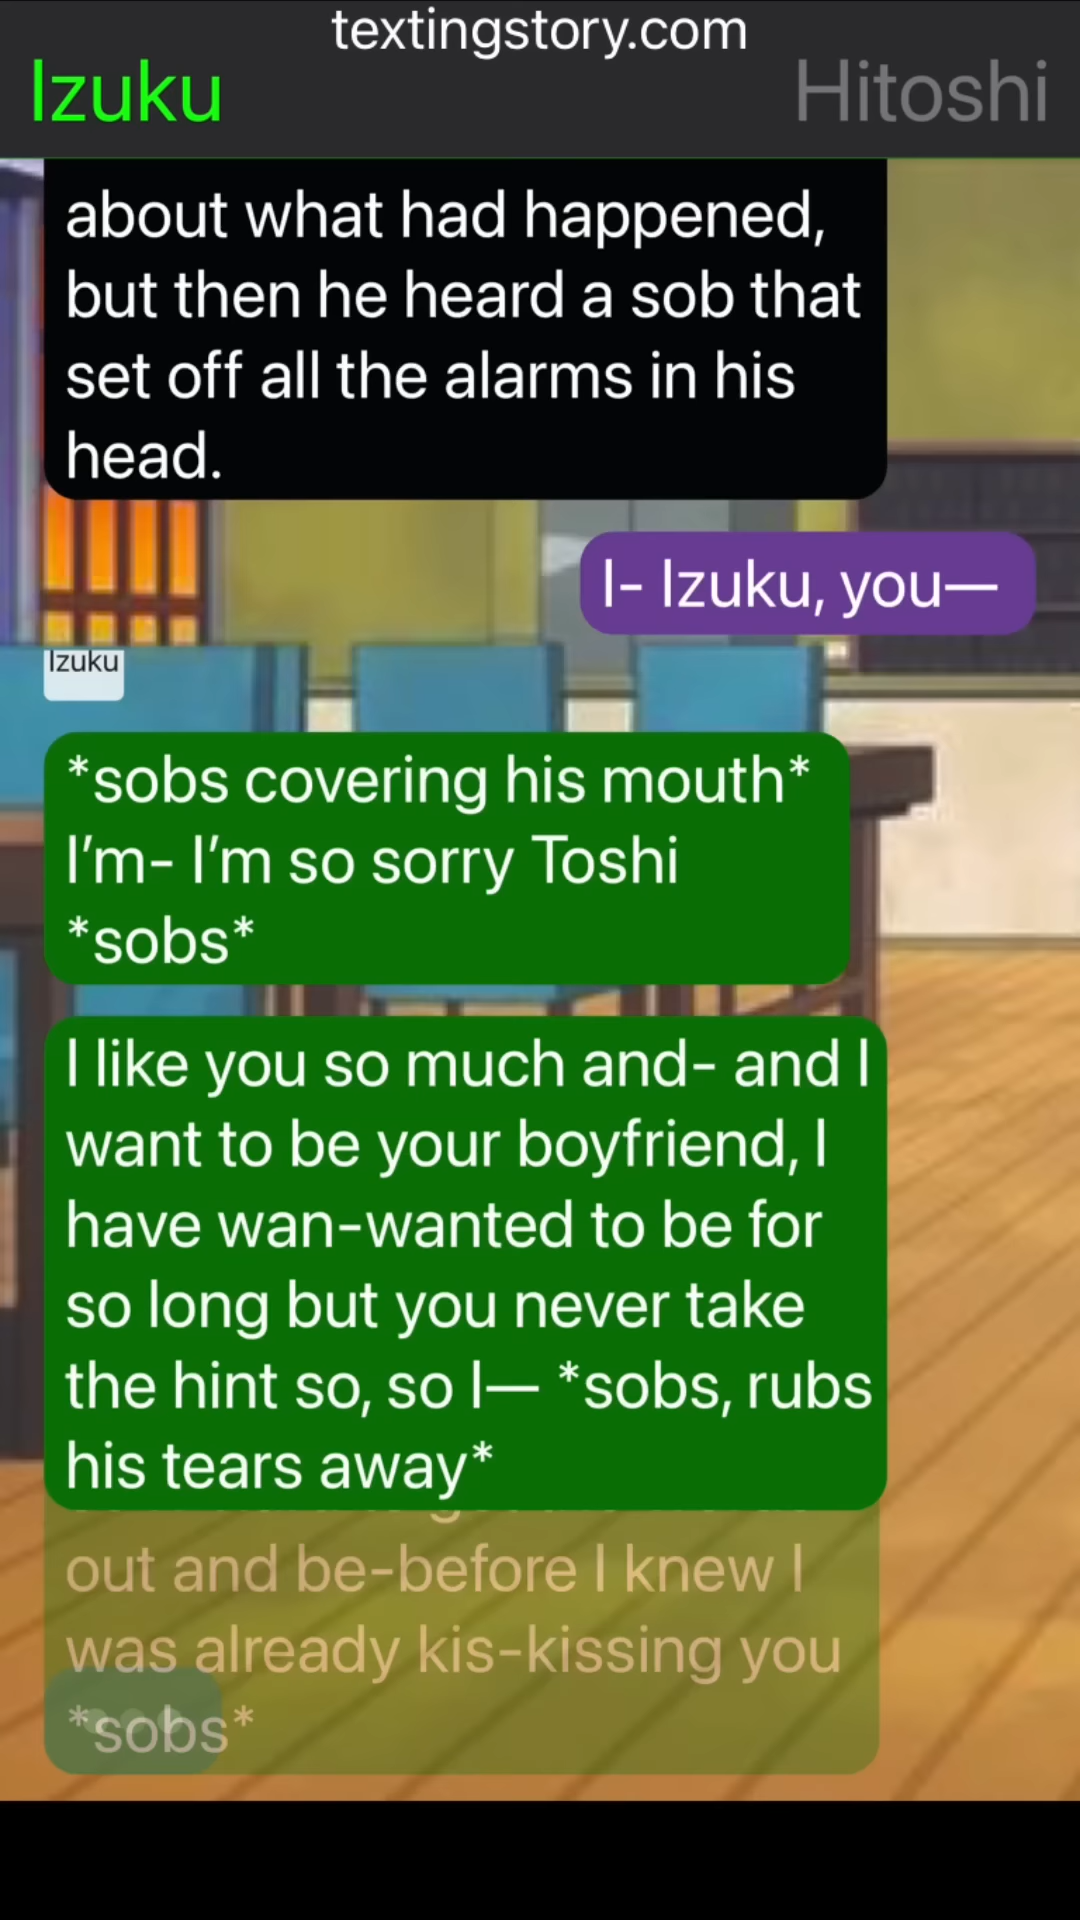 textingstory.com
Izuku
Hitoshi
about what had happened,
but then he heard a sob that
set off all the alarms in his
head.
I- Izuku, you—
Izuku
*sobs covering his mouth*
I’m- I’m so sorry Toshi
*sobs*
I like you so much and- and I
want to be your boyfriend, I
have wan-wanted to be for
so long but you never take
the hint so, so I— *sobs, rubs
his tears away*
out and be-before I knew I
was already kis-kissing you
*sobs*